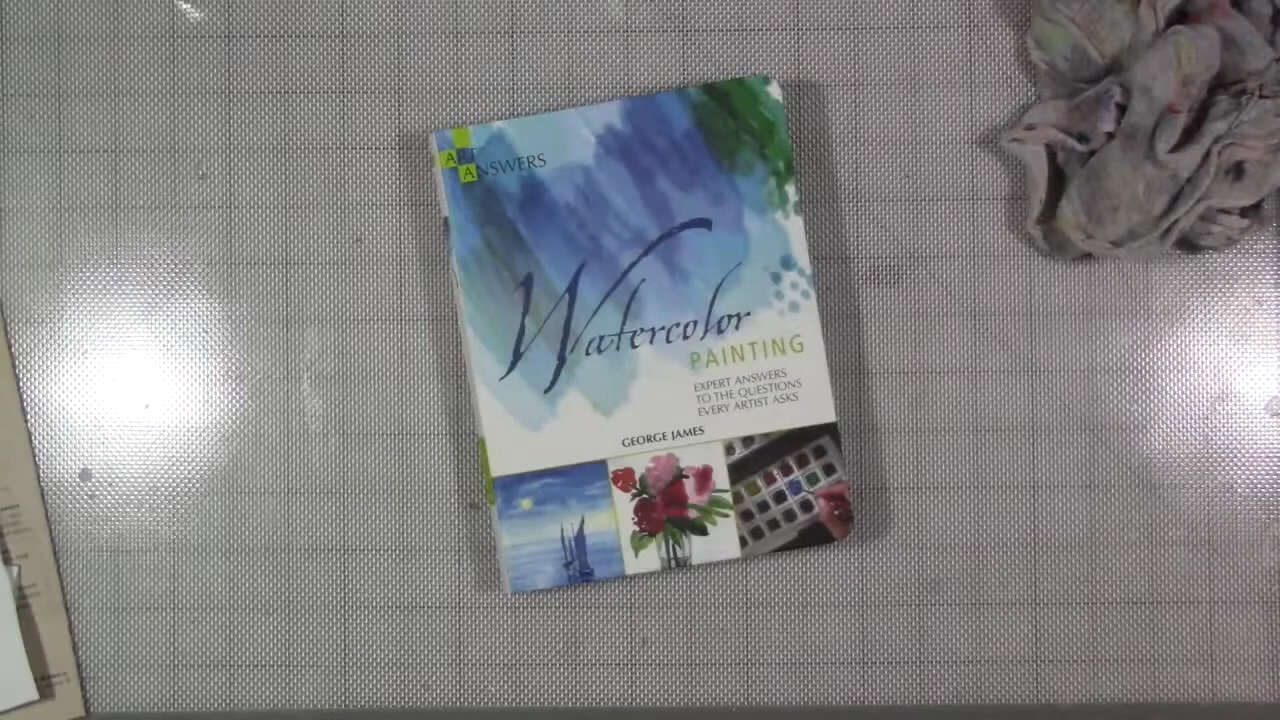 ART
ANSWERS
Watercolor
PAINTING
EXPERT ANSWERS
TO THE QUESTIONS
EVERY ARTIST ASKS
GEORGE JAMES